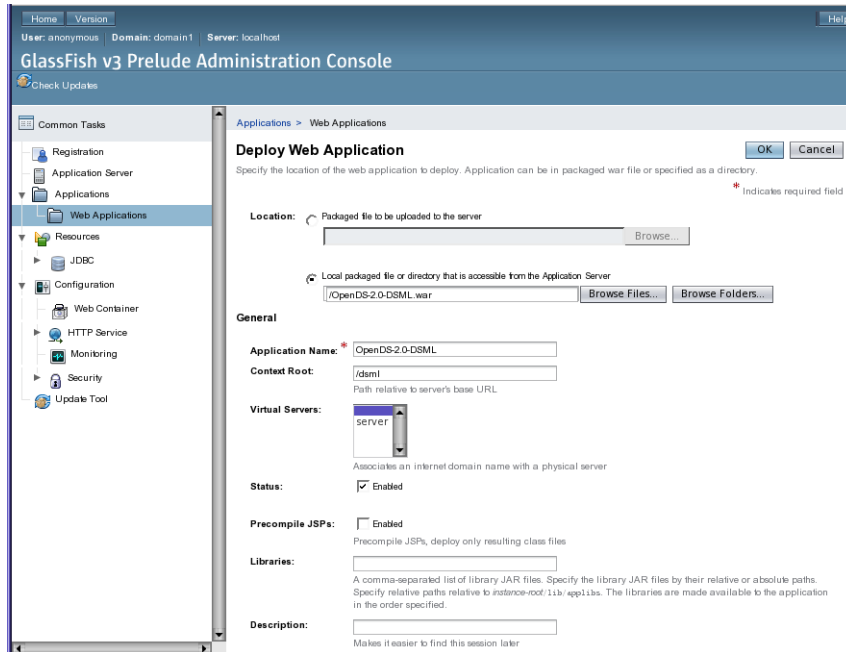 Home Version Help
User: anonymous Domain: domain1 Server: localhost
GlassFish v3 Prelude Administration Console
Check Updates
Common Tasks
Registration
Application Server
Applications
Web Applications
Resources
JDBC
Configuration
Web Container
HTTP Service
Monitoring
Security
Update Tool
Applications > Web Applications
Deploy Web Application OK Cancel
Specify the location of the web application to deploy. Application can be in packaged war file or specified as a directory.
* Indicates required field
Location: Packaged file to be uploaded to the server
Browse...
Local packaged file or directory that is accessible from the Application Server
/OpenDS-2.0-DSML.war Browse Files... Browse Folders...
General
Application Name: * OpenDS-2.0-DSML
Context Root: /dsml
Path relative to server's base URL
Virtual Servers:
server
Associates an internet domain name with a physical server
Status: Enabled
Precompile JSPs: Enabled
Precompile JSPs, deploy only resulting class files
Libraries:
A comma-separated list of library JAR files. Specify the library JAR files by their relative or absolute paths.
Specify relative paths relative to instance-root/lib/applibs. The libraries are made available to the application
in the order specified.
Description:
Makes it easier to find this session later